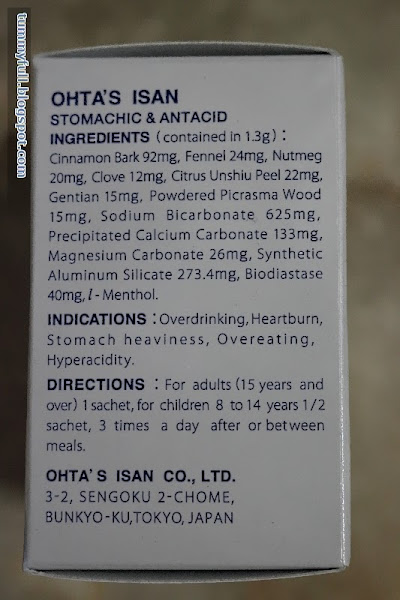 tummyfull.blogspot.com
OHTA'S ISAN
STOMACHIC & ANTACID
INGREDIENTS (contained in 1.3g) :
Cinnamon Bark 92mg, Fennel 24mg, Nutmeg
20mg, Clove 12mg, Citrus Unshiu Peel 22mg,
Gentian 15mg, Powdered Picrasma Wood
15mg, Sodium Bicarbonate 625mg,
Precipitated Calcium Carbonate 133mg,
Magnesium Carbonate 26mg, Synthetic
Aluminum Silicate 273.4mg, Biodiastase
40mg, l - Menthol.
INDICATIONS : Overdrinking, Heartburn,
Stomach heaviness, Overeating,
Hyperacidity.
DIRECTIONS : For adults (15 years and
over) 1 sachet, for children 8 to 14 years 1/2
sachet, 3 times a day after or between
meals.
OHTA'S ISAN CO., LTD.
3-2, SENGOKU 2-CHOME,
BUNKYO-KU, TOKYO, JAPAN